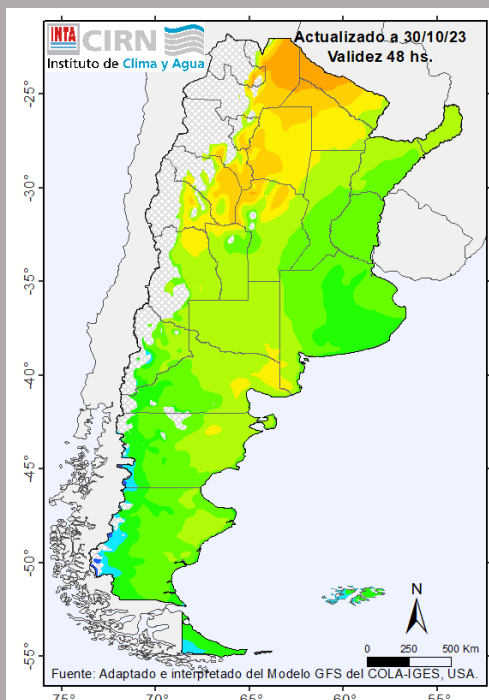 INTA CIRN
Instituto de Clima y Agua
Actualizado a 30/10/23
Validez 48 hs.
-25°
-30°
-35°
-40°
-45°
-50°
-55°
N
0 250 500 Km
Fuente: Adaptado e interpretado del Modelo GFS del COLA-IGES, USA.
-75° -70° -65° -60° -55°